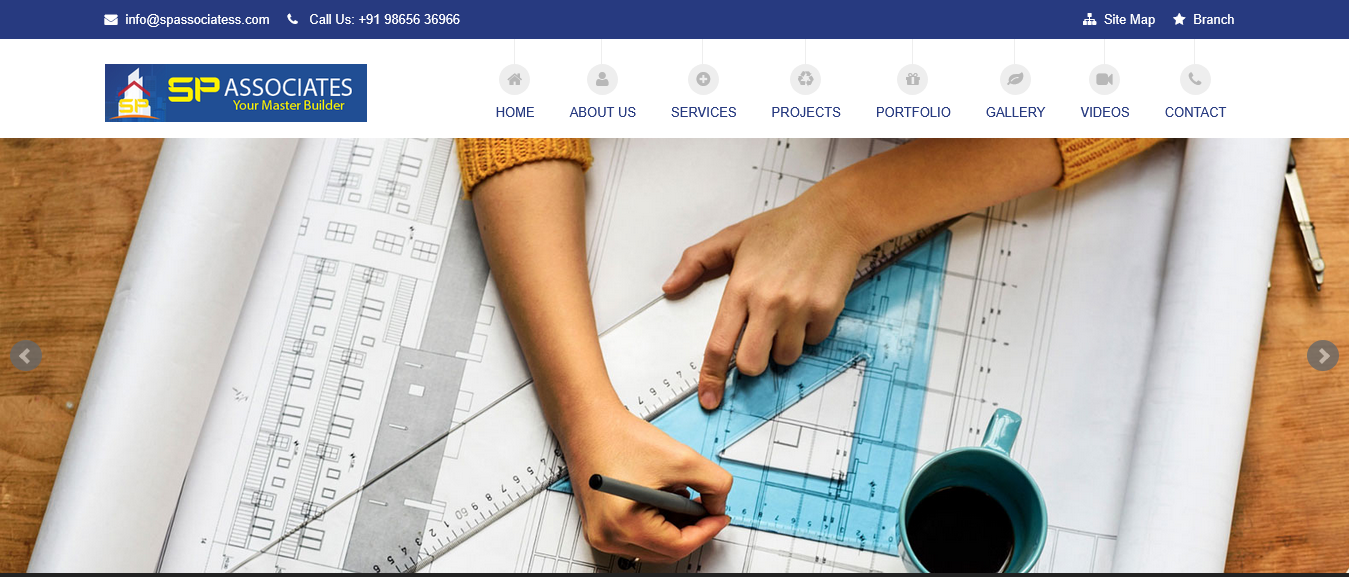 info@spassociatess.com Call Us: +91 98656 36966 Site Map Branch
SP ASSOCIATES
Your Master Builder
SP
HOME ABOUT US SERVICES PROJECTS PORTFOLIO GALLERY VIDEOS CONTACT